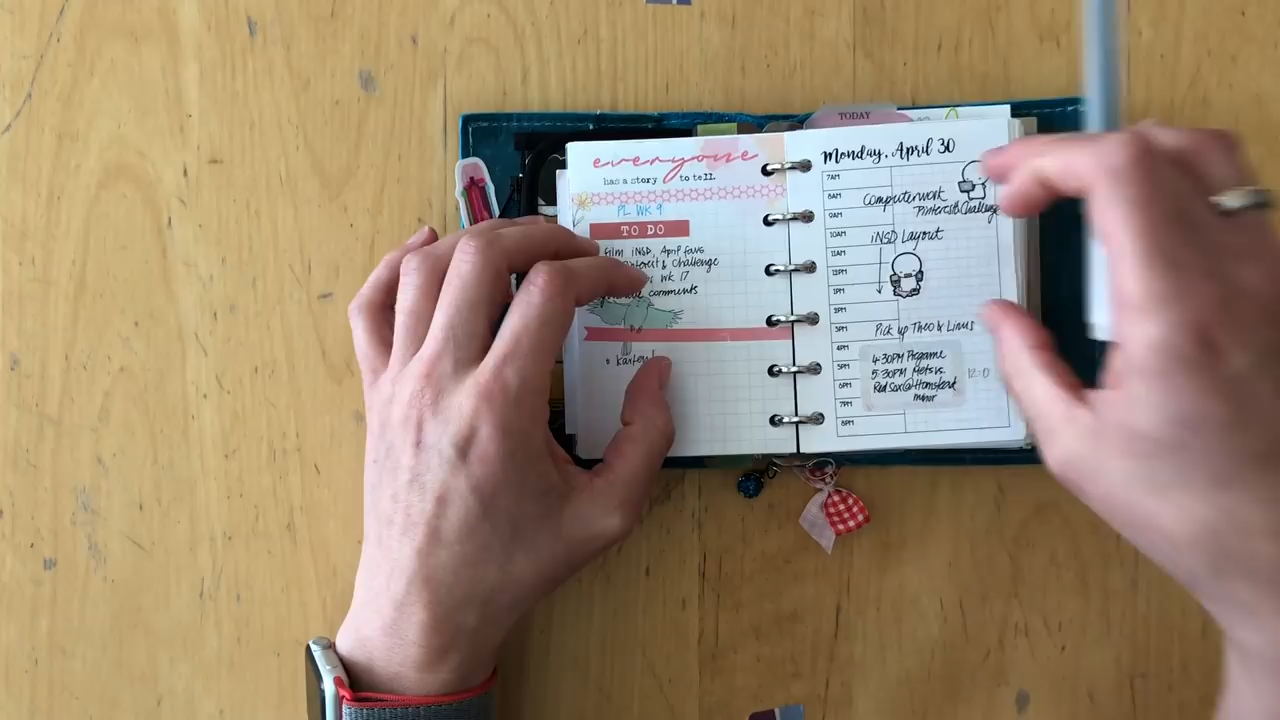 everyone
has a story to tell.
PL WK 9
TO DO
film iNSD, April favs
Challenge
WK 17
comments
TODAY
Monday, April 30
7AM
8AM
Computerwork
9AM
Pinterest Challenge
10AM
iNSD Layout
11AM
12PM
1PM
2PM
3PM
Pick up Theo & Linus
4PM
4:30PM Pregame
5PM
5:30PM Mets vs.
6PM
Red Sox @ Homestead
minor
12:0
7PM
8PM